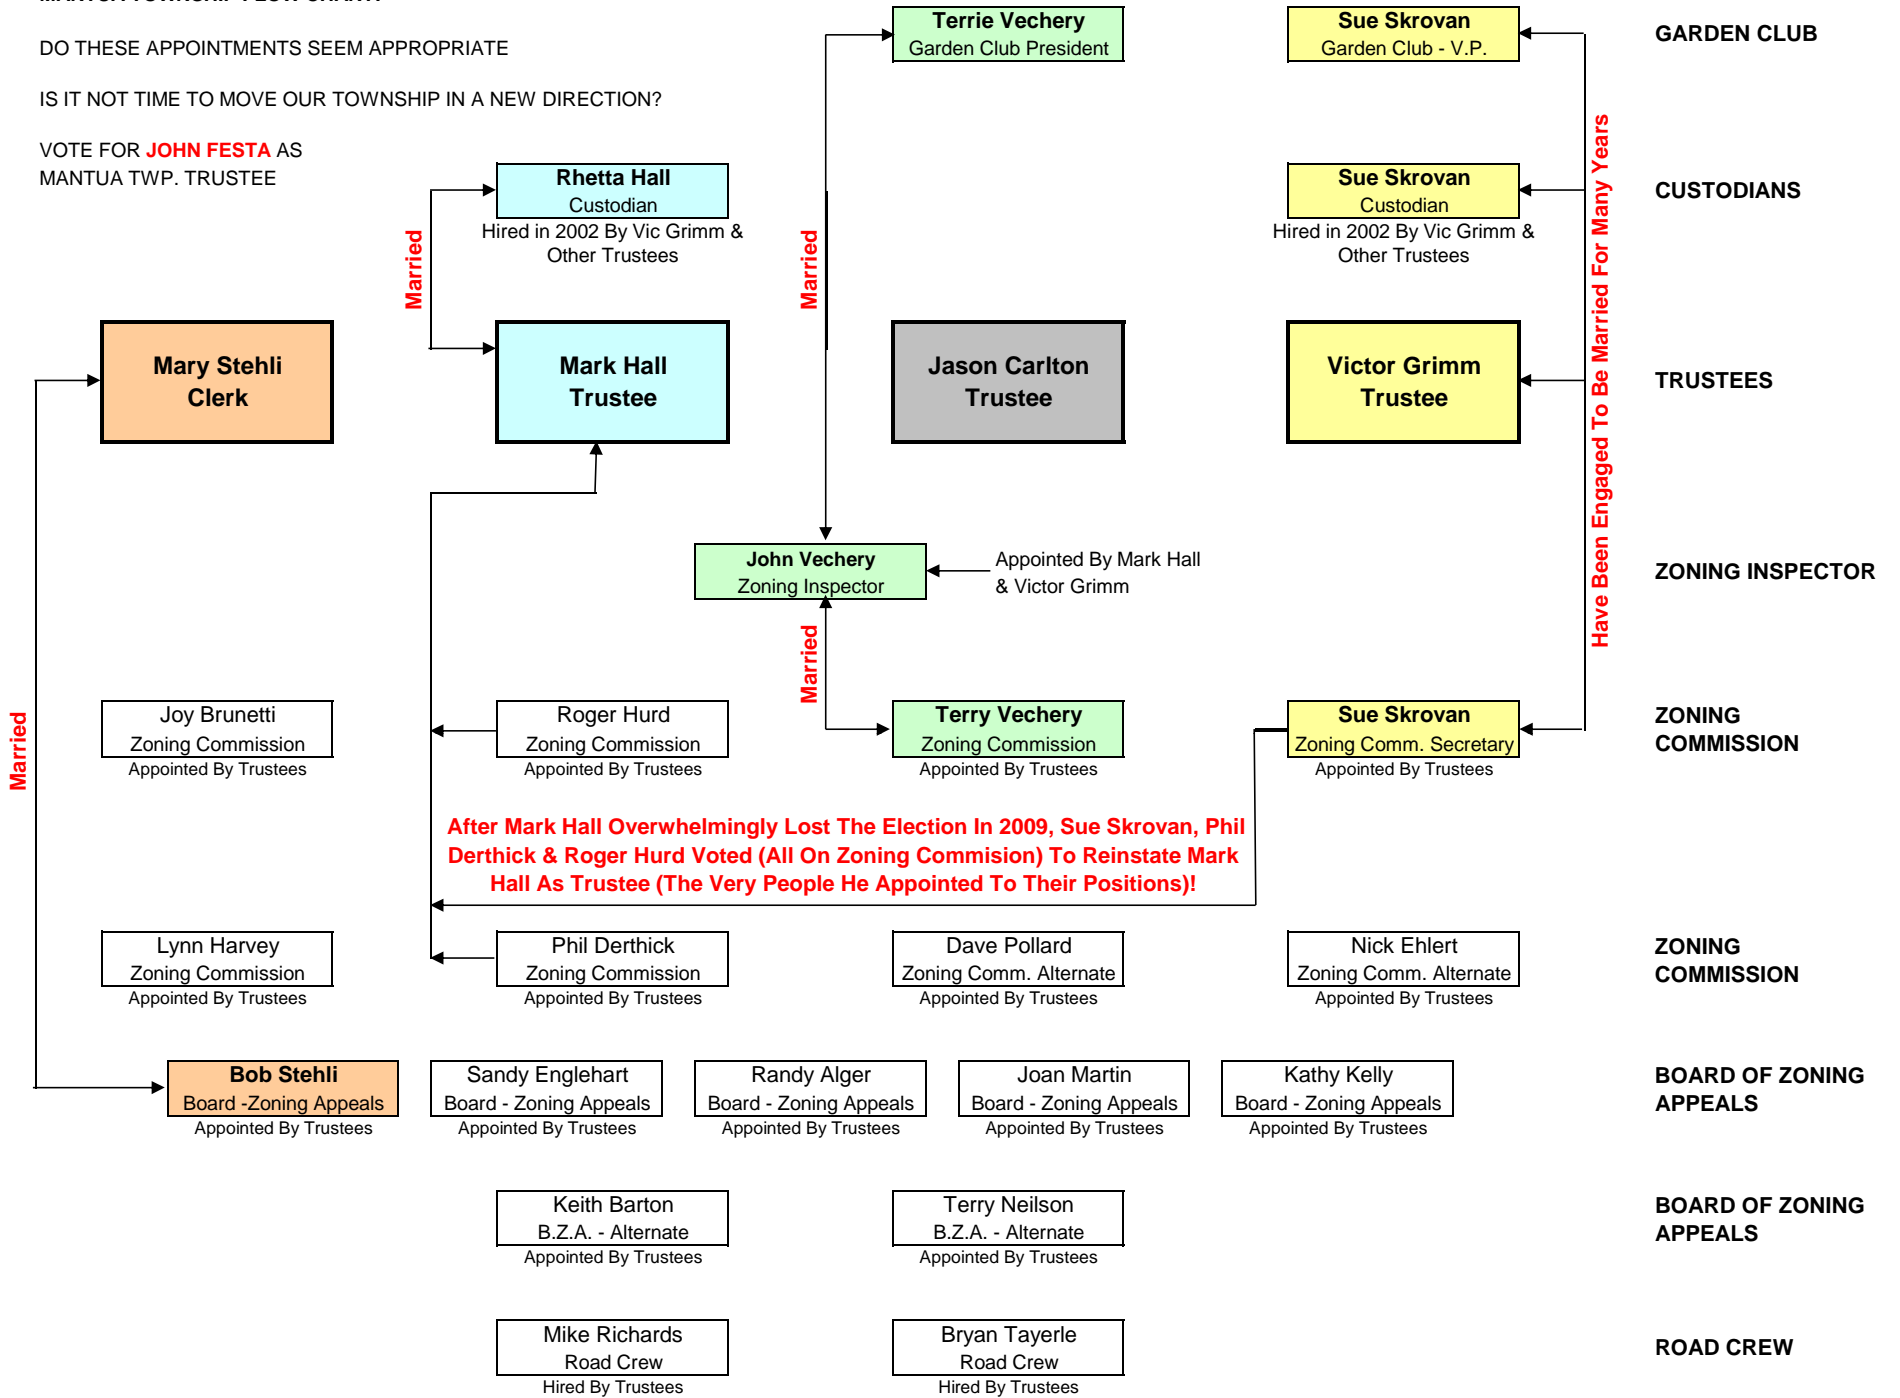 MANTUA TOWNSHIP FLOW CHART:
DO THESE APPOINTMENTS SEEM APPROPRIATE
IS IT NOT TIME TO MOVE OUR TOWNSHIP IN A NEW DIRECTION?
VOTE FOR JOHN FESTA AS
MANTUA TWP. TRUSTEE
Terrie Vechery
Garden Club President
Sue Skrovan
Garden Club - V.P.
GARDEN CLUB
Rhetta Hall
Custodian
Hired in 2002 By Vic Grimm &
Other Trustees
Sue Skrovan
Custodian
Hired in 2002 By Vic Grimm &
Other Trustees
CUSTODIANS
Married
Married
Have Been Engaged To Be Married For Many Years
Mary Stehli
Clerk
Mark Hall
Trustee
Jason Carlton
Trustee
Victor Grimm
Trustee
TRUSTEES
John Vechery
Zoning Inspector
Appointed By Mark Hall
& Victor Grimm
ZONING INSPECTOR
Married
Married
Joy Brunetti
Zoning Commission
Appointed By Trustees
Roger Hurd
Zoning Commission
Appointed By Trustees
Terry Vechery
Zoning Commission
Appointed By Trustees
Sue Skrovan
Zoning Comm. Secretary
Appointed By Trustees
ZONING
COMMISSION
After Mark Hall Overwhelmingly Lost The Election In 2009, Sue Skrovan, Phil
Derthick & Roger Hurd Voted (All On Zoning Commision) To Reinstate Mark
Hall As Trustee (The Very People He Appointed To Their Positions)!
Lynn Harvey
Zoning Commission
Appointed By Trustees
Phil Derthick
Zoning Commission
Appointed By Trustees
Dave Pollard
Zoning Comm. Alternate
Appointed By Trustees
Nick Ehlert
Zoning Comm. Alternate
Appointed By Trustees
ZONING
COMMISSION
Bob Stehli
Board -Zoning Appeals
Appointed By Trustees
Sandy Englehart
Board - Zoning Appeals
Appointed By Trustees
Randy Alger
Board - Zoning Appeals
Appointed By Trustees
Joan Martin
Board - Zoning Appeals
Appointed By Trustees
Kathy Kelly
Board - Zoning Appeals
Appointed By Trustees
BOARD OF ZONING
APPEALS
Keith Barton
B.Z.A. - Alternate
Appointed By Trustees
Terry Neilson
B.Z.A. - Alternate
Appointed By Trustees
BOARD OF ZONING
APPEALS
Mike Richards
Road Crew
Hired By Trustees
Bryan Tayerle
Road Crew
Hired By Trustees
ROAD CREW